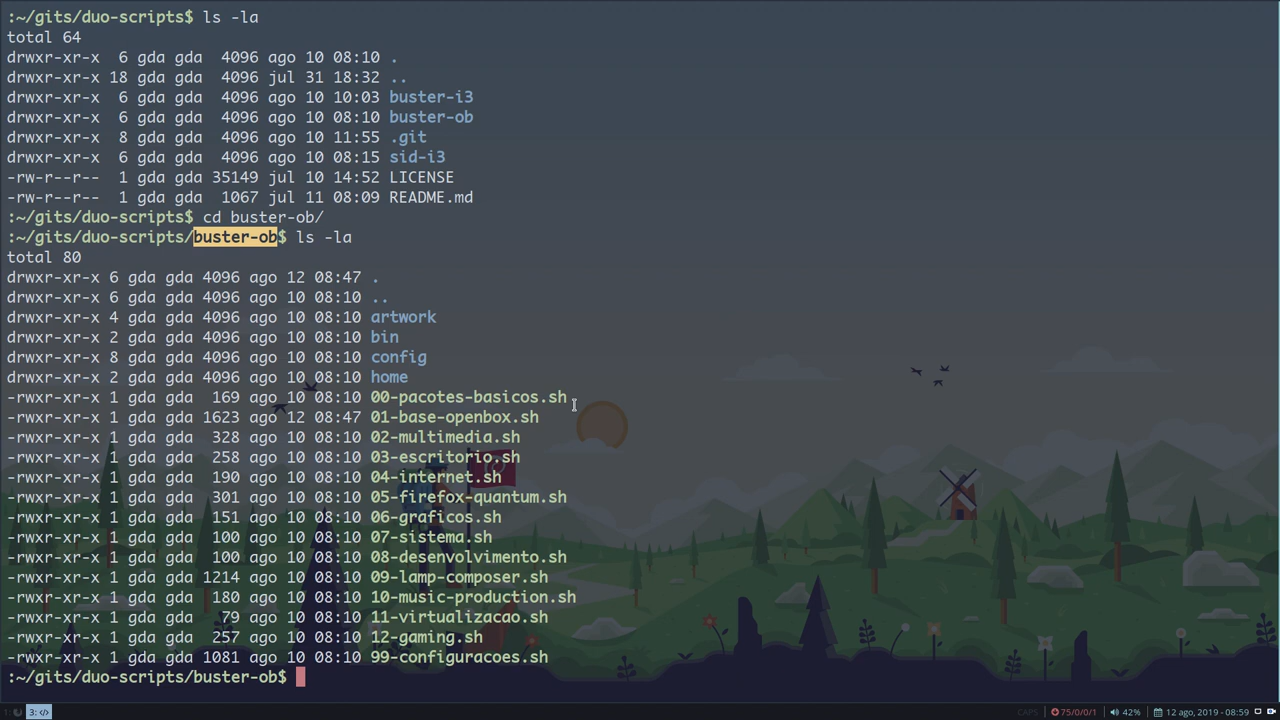 :~/gits/duo-scripts$ ls -la
total 64
drwxr-xr-x  6 gda gda  4096 ago 10 08:10 .
drwxr-xr-x 18 gda gda  4096 jul 31 18:32 ..
drwxr-xr-x  6 gda gda  4096 ago 10 10:03 buster-i3
drwxr-xr-x  6 gda gda  4096 ago 10 08:10 buster-ob
drwxr-xr-x  8 gda gda  4096 ago 10 11:55 .git
drwxr-xr-x  6 gda gda  4096 ago 10 08:15 sid-i3
-rw-r--r--  1 gda gda 35149 jul 10 14:52 LICENSE
-rw-r--r--  1 gda gda  1067 jul 11 08:09 README.md
:~/gits/duo-scripts$ cd buster-ob/
:~/gits/duo-scripts/buster-ob$ ls -la
total 80
drwxr-xr-x 6 gda gda 4096 ago 12 08:47 .
drwxr-xr-x 6 gda gda 4096 ago 10 08:10 ..
drwxr-xr-x 4 gda gda 4096 ago 10 08:10 artwork
drwxr-xr-x 2 gda gda 4096 ago 10 08:10 bin
drwxr-xr-x 8 gda gda 4096 ago 10 08:10 config
drwxr-xr-x 2 gda gda 4096 ago 10 08:10 home
-rwxr-xr-x 1 gda gda  169 ago 10 08:10 00-pacotes-basicos.sh
-rwxr-xr-x 1 gda gda 1623 ago 12 08:47 01-base-openbox.sh
-rwxr-xr-x 1 gda gda  328 ago 10 08:10 02-multimedia.sh
-rwxr-xr-x 1 gda gda  258 ago 10 08:10 03-escritorio.sh
-rwxr-xr-x 1 gda gda  190 ago 10 08:10 04-internet.sh
-rwxr-xr-x 1 gda gda  301 ago 10 08:10 05-firefox-quantum.sh
-rwxr-xr-x 1 gda gda  151 ago 10 08:10 06-graficos.sh
-rwxr-xr-x 1 gda gda  100 ago 10 08:10 07-sistema.sh
-rwxr-xr-x 1 gda gda  100 ago 10 08:10 08-desenvolvimento.sh
-rwxr-xr-x 1 gda gda 1214 ago 10 08:10 09-lamp-composer.sh
-rwxr-xr-x 1 gda gda  180 ago 10 08:10 10-music-production.sh
-rwxr-xr-x 1 gda gda   79 ago 10 08:10 11-virtualizacao.sh
-rwxr-xr-x 1 gda gda  257 ago 10 08:10 12-gaming.sh
-rwxr-xr-x 1 gda gda 1081 ago 10 08:10 99-configuracoes.sh
:~/gits/duo-scripts/buster-ob$
1: 3: </> CAPS 75/0/0/1 42% 12 ago, 2019 - 08:59